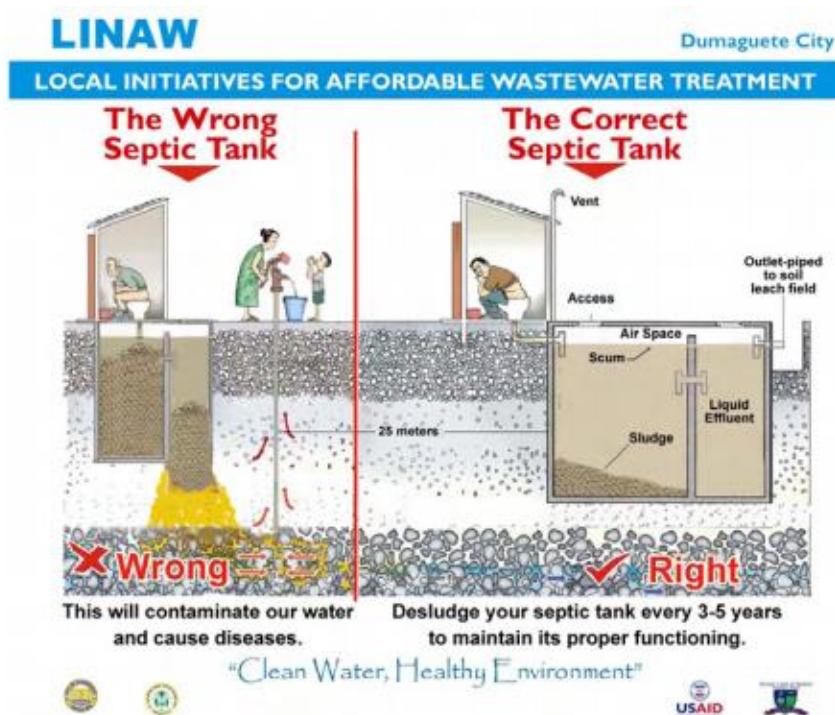 LINAW
Dumaguete City
LOCAL INITIATIVES FOR AFFORDABLE WASTEWATER TREATMENT
The Wrong
Septic Tank
The Correct
Septic Tank
Vent
Outlet-piped
to soil
leach field
Access
Air Space
Scum
Liquid
Effluent
25 meters
Sludge
Wrong
Right
This will contaminate our water
and cause diseases.
Desludge your septic tank every 3-5 years
to maintain its proper functioning.
"Clean Water, Healthy Environment"
USAID